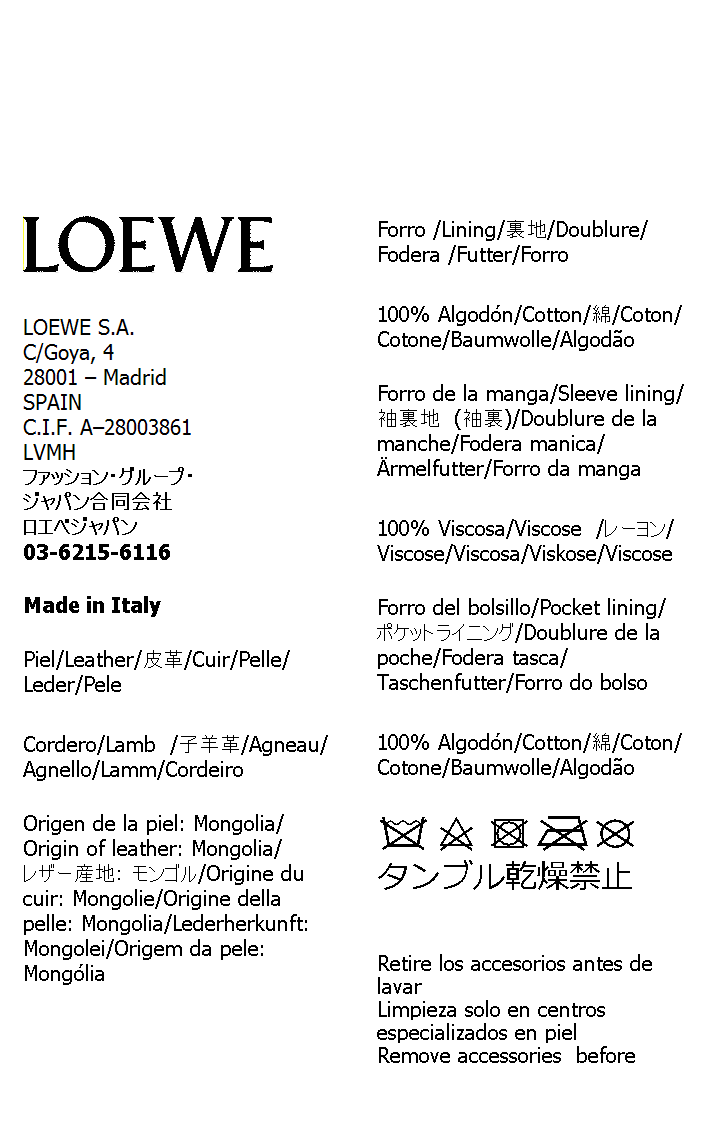 LOEWE
LOEWE S.A.
C/Goya, 4
28001 – Madrid
SPAIN
C.I.F. A–28003861
LVMH
ファッション・グループ・
ジャパン合同会社
ロエベジャパン
03-6215-6116
Made in Italy
Piel/Leather/皮革/Cuir/Pelle/
Leder/Pele
Cordero/Lamb /子羊革/Agneau/
Agnello/Lamm/Cordeiro
Origen de la piel: Mongolia/
Origin of leather: Mongolia/
レザー産地: モンゴル/Origine du
cuir: Mongolie/Origine della
pelle: Mongolia/Lederherkunft:
Mongolei/Origem da pele:
Mongólia
Forro /Lining/裏地/Doublure/
Fodera /Futter/Forro
100% Algodón/Cotton/綿/Coton/
Cotone/Baumwolle/Algodão
Forro de la manga/Sleeve lining/
袖裏地 (袖裏)/Doublure de la
manche/Fodera manica/
Ärmelfutter/Forro da manga
100% Viscosa/Viscose /レーヨン/
Viscose/Viscosa/Viskose/Viscose
Forro del bolsillo/Pocket lining/
ポケットライニング/Doublure de la
poche/Fodera tasca/
Taschenfutter/Forro do bolso
100% Algodón/Cotton/綿/Coton/
Cotone/Baumwolle/Algodão
タンブル乾燥禁止
Retire los accesorios antes de
lavar
Limpieza solo en centros
especializados en piel
Remove accessories before